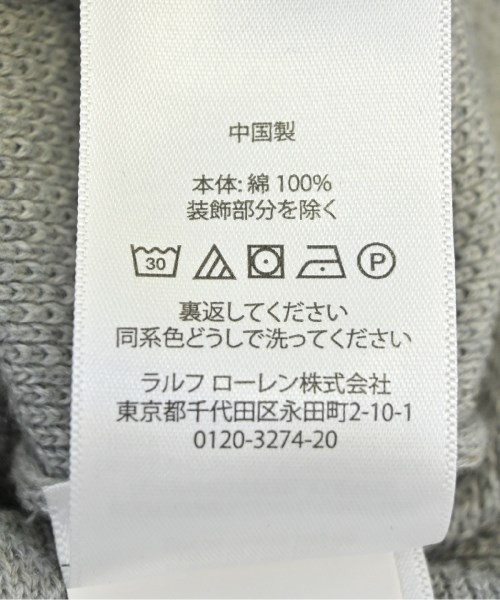 中国製
本体: 綿 100%
装飾部分を除く
30 P
裏返してください
同系色どうしで洗ってください
ラルフ ローレン株式会社
東京都千代田区永田町2-10-1
0120-3274-20